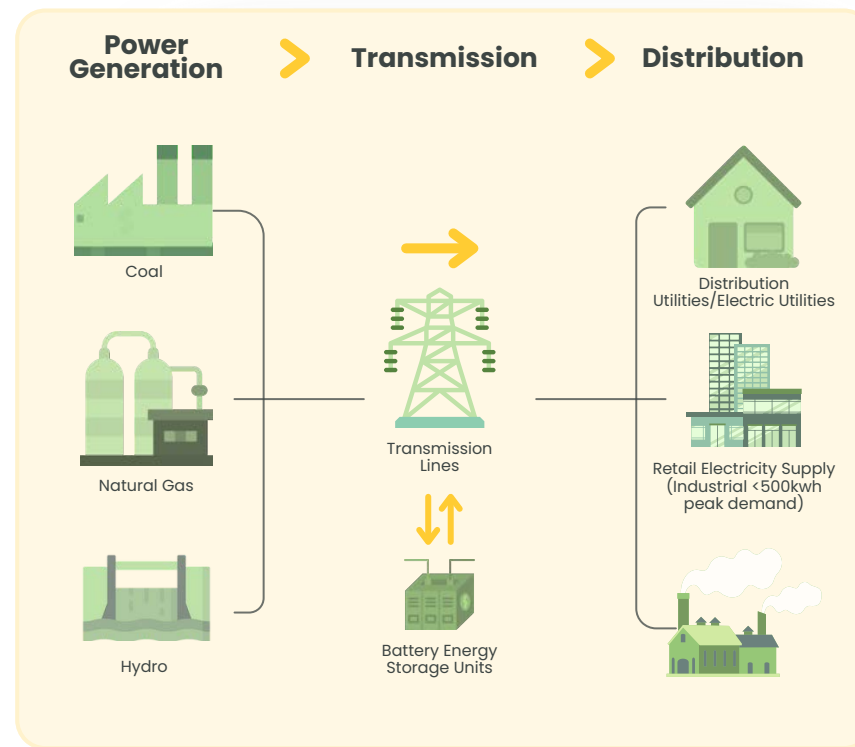 Power
Generation
Transmission
Distribution
Coal
Natural Gas
Hydro
Transmission
Lines
Battery Energy
Storage Units
Distribution
Utilities/Electric Utilities
Retail Electricity Supply
(Industrial <500kwh
peak demand)